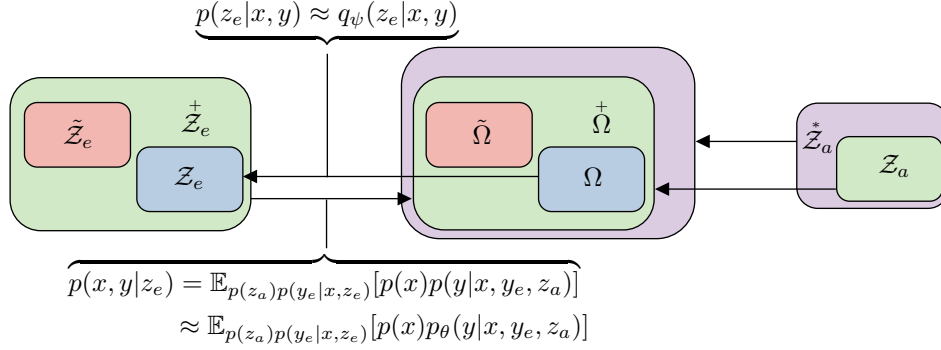 p(z_e|x, y) ≈ q_ψ(z_e|x, y)
𝒵̃_e
𝒵⁺_e
𝒵_e
Ω̃
Ω⁺
Ω
𝒵*_a
𝒵_a
p(x, y|z_e) = 𝔼_{p(z_a)p(y_e|x,z_e)}[p(x)p(y|x, y_e, z_a)]
≈ 𝔼_{p(z_a)p(y_e|x,z_e)}[p(x)p_θ(y|x, y_e, z_a)]